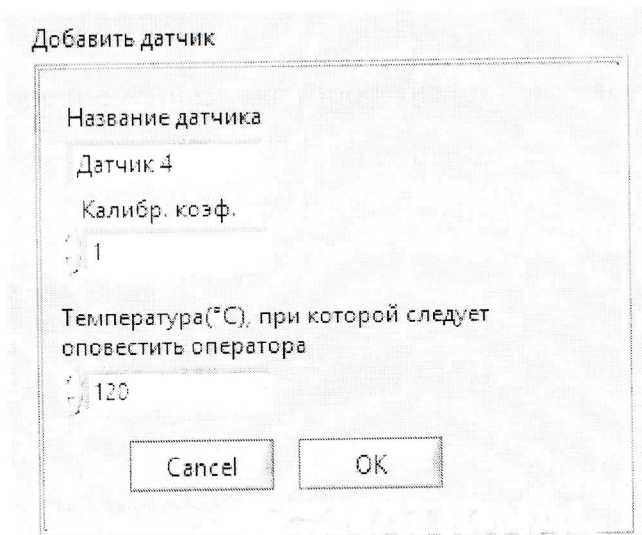 Добавить датчик
Название датчика
Датчик 4
Калибр. коэф.
1
Температура(°C), при которой следует
оповестить оператора
120
Cancel OK